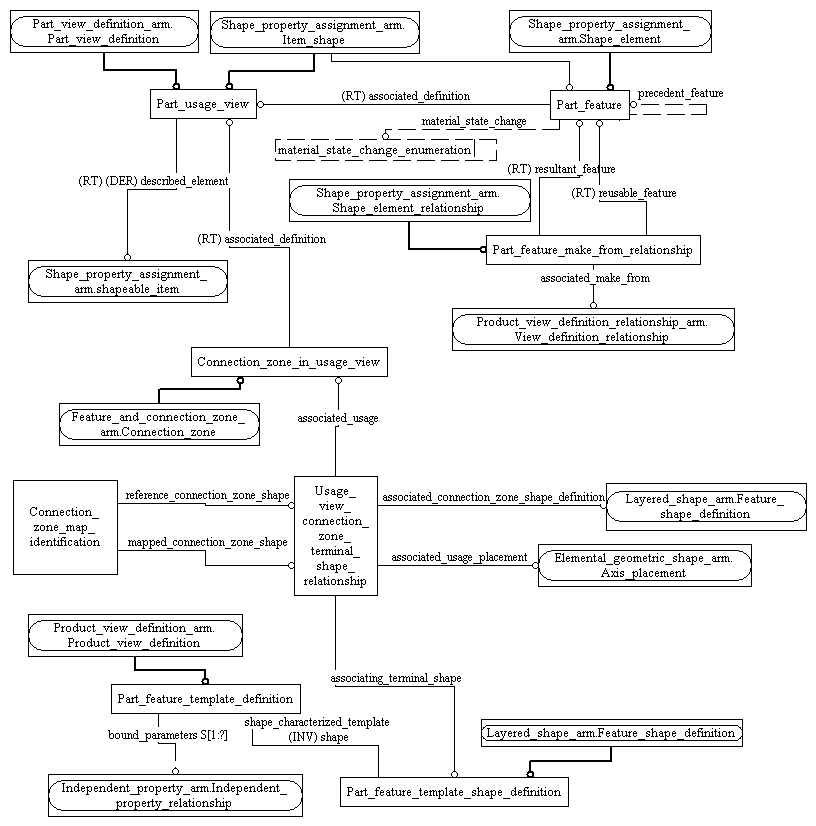 Part_view_definition_arm.
Part_view_definition
Shape_property_assignment_arm.
Item_shape
Shape_property_assignment_
arm.Shape_element
Part_usage_view
(RT) associated_definition
Part_feature
precedent_feature
material_state_change
material_state_change_enumeration
(RT) resultant_feature
(RT) (DER) described_element
Shape_property_assignment_arm.
Shape_element_relationship
(RT) reusable_feature
(RT) associated_definition
Part_feature_make_from_relationship
Shape_property_assignment_
arm.shapeable_item
associated_make_from
Product_view_definition_relationship_arm.
View_definition_relationship
Connection_zone_in_usage_view
Feature_and_connection_zone_
arm.Connection_zone
associated_usage
Connection_
zone_map_
identification
reference_connection_zone_shape
mapped_connection_zone_shape
Usage_
view_
connection_
zone_
terminal_
shape_
relationship
associated_connection_zone_shape_definition
Layered_shape_arm.Feature_
shape_definition
associated_usage_placement
Elemental_geometric_shape_arm.
Axis_placement
Product_view_definition_arm.
Product_view_definition
associating_terminal_shape
Part_feature_template_definition
bound_parameters S[1:?]
shape_characterized_template
(INV) shape
Layered_shape_arm.Feature_shape_definition
Independent_property_arm.Independent_
property_relationship
Part_feature_template_shape_definition